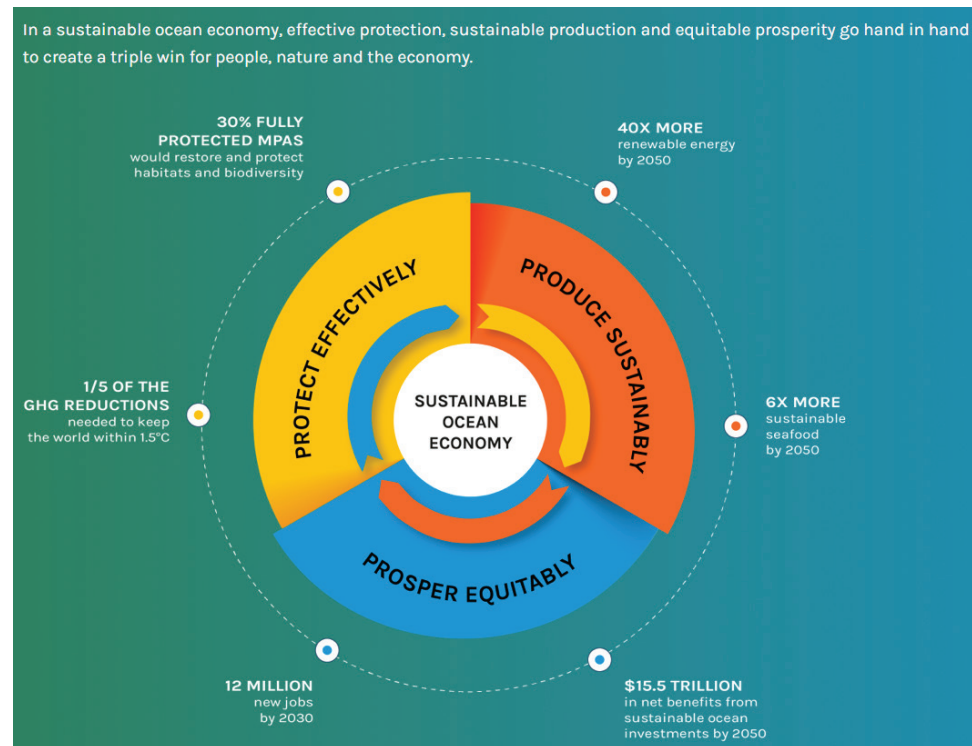 In a sustainable ocean economy, effective protection, sustainable production and equitable prosperity go hand in hand
to create a triple win for people, nature and the economy.
30% FULLY
PROTECTED MPAS
would restore and protect
habitats and biodiversity
40X MORE
renewable energy
by 2050
PROTECT EFFECTIVELY
PRODUCE SUSTAINABLY
1/5 OF THE
GHG REDUCTIONS
needed to keep
the world within 1.5°C
SUSTAINABLE
OCEAN
ECONOMY
6X MORE
sustainable
seafood
by 2050
PROSPER EQUITABLY
12 MILLION
new jobs
by 2030
$15.5 TRILLION
in net benefits from
sustainable ocean
investments by 2050